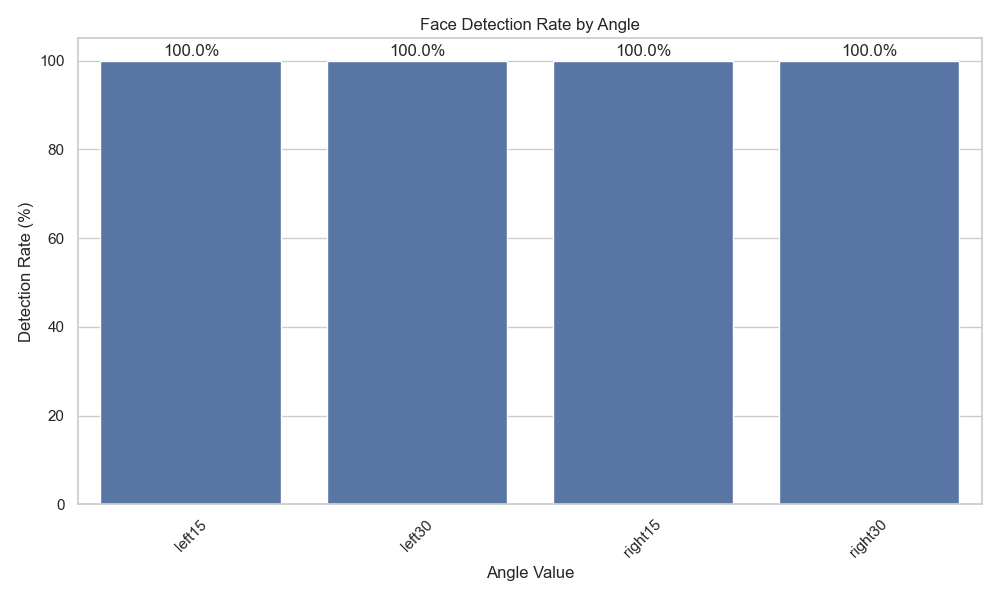 Face Detection Rate by Angle
100.0% 100.0% 100.0% 100.0%
100
80
60
40
20
0
Detection Rate (%)
left15 left30 right15 right30
Angle Value